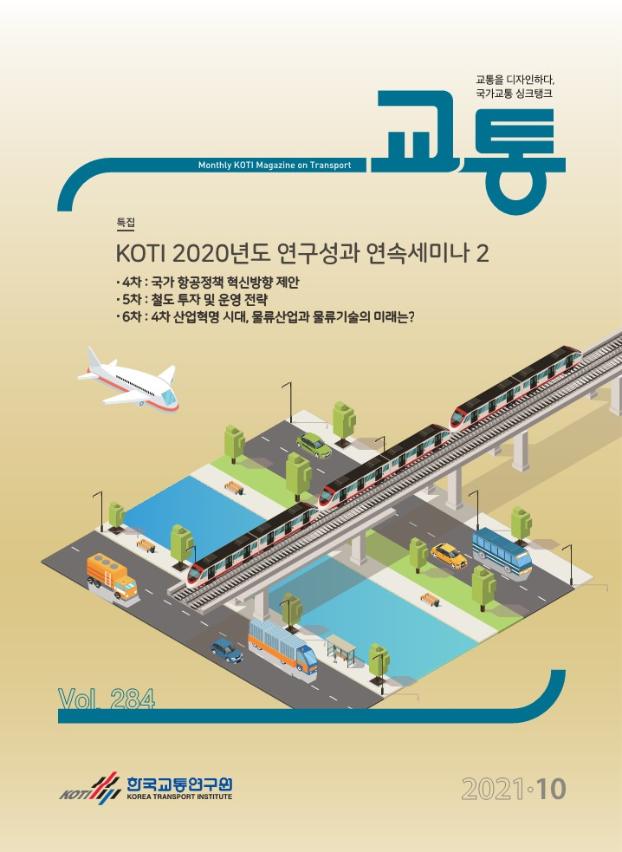 교통을 디자인하다,
국가교통 싱크탱크
교통
Monthly KOTI Magazine on Transport
특집
KOTI 2020년도 연구성과 연속세미나 2
· 4차 : 국가 항공정책 혁신방향 제안
· 5차 : 철도 투자 및 운영 전략
· 6차 : 4차 산업혁명 시대, 물류산업과 물류기술의 미래는?
Vol. 284
KOTI 한국교통연구원
KOREA TRANSPORT INSTITUTE
2021·10